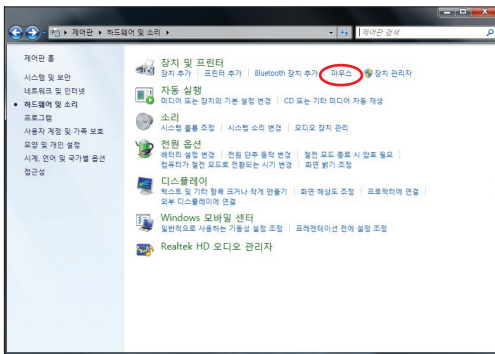 제어판 ▸ 하드웨어 및 소리 ▸
제어판 검색
제어판 홈
시스템 및 보안
네트워크 및 인터넷
하드웨어 및 소리
프로그램
사용자 계정 및 가족 보호
모양 및 개인 설정
시계, 언어 및 국가별 옵션
접근성
장치 및 프린터
장치 추가 | 프린터 추가 | Bluetooth 장치 추가 | 마우스 | 장치 관리자
자동 실행
미디어 또는 장치의 기본 설정 변경 | CD 또는 기타 미디어 자동 재생
소리
시스템 볼륨 조정 | 시스템 소리 변경 | 오디오 장치 관리
전원 옵션
배터리 설정 변경 | 전원 단추 동작 변경 | 절전 모드 종료 시 암호 필요 |
컴퓨터가 절전 모드로 전환되는 시기 변경 | 화면 밝기 조정
디스플레이
텍스트 및 기타 항목 크거나 작게 만들기 | 화면 해상도 조정 | 프로젝터에 연결 |
외부 디스플레이에 연결
Windows 모바일 센터
일반적으로 사용하는 기동성 설정 조정 | 프레젠테이션 전에 설정 조정
Realtek HD 오디오 관리자